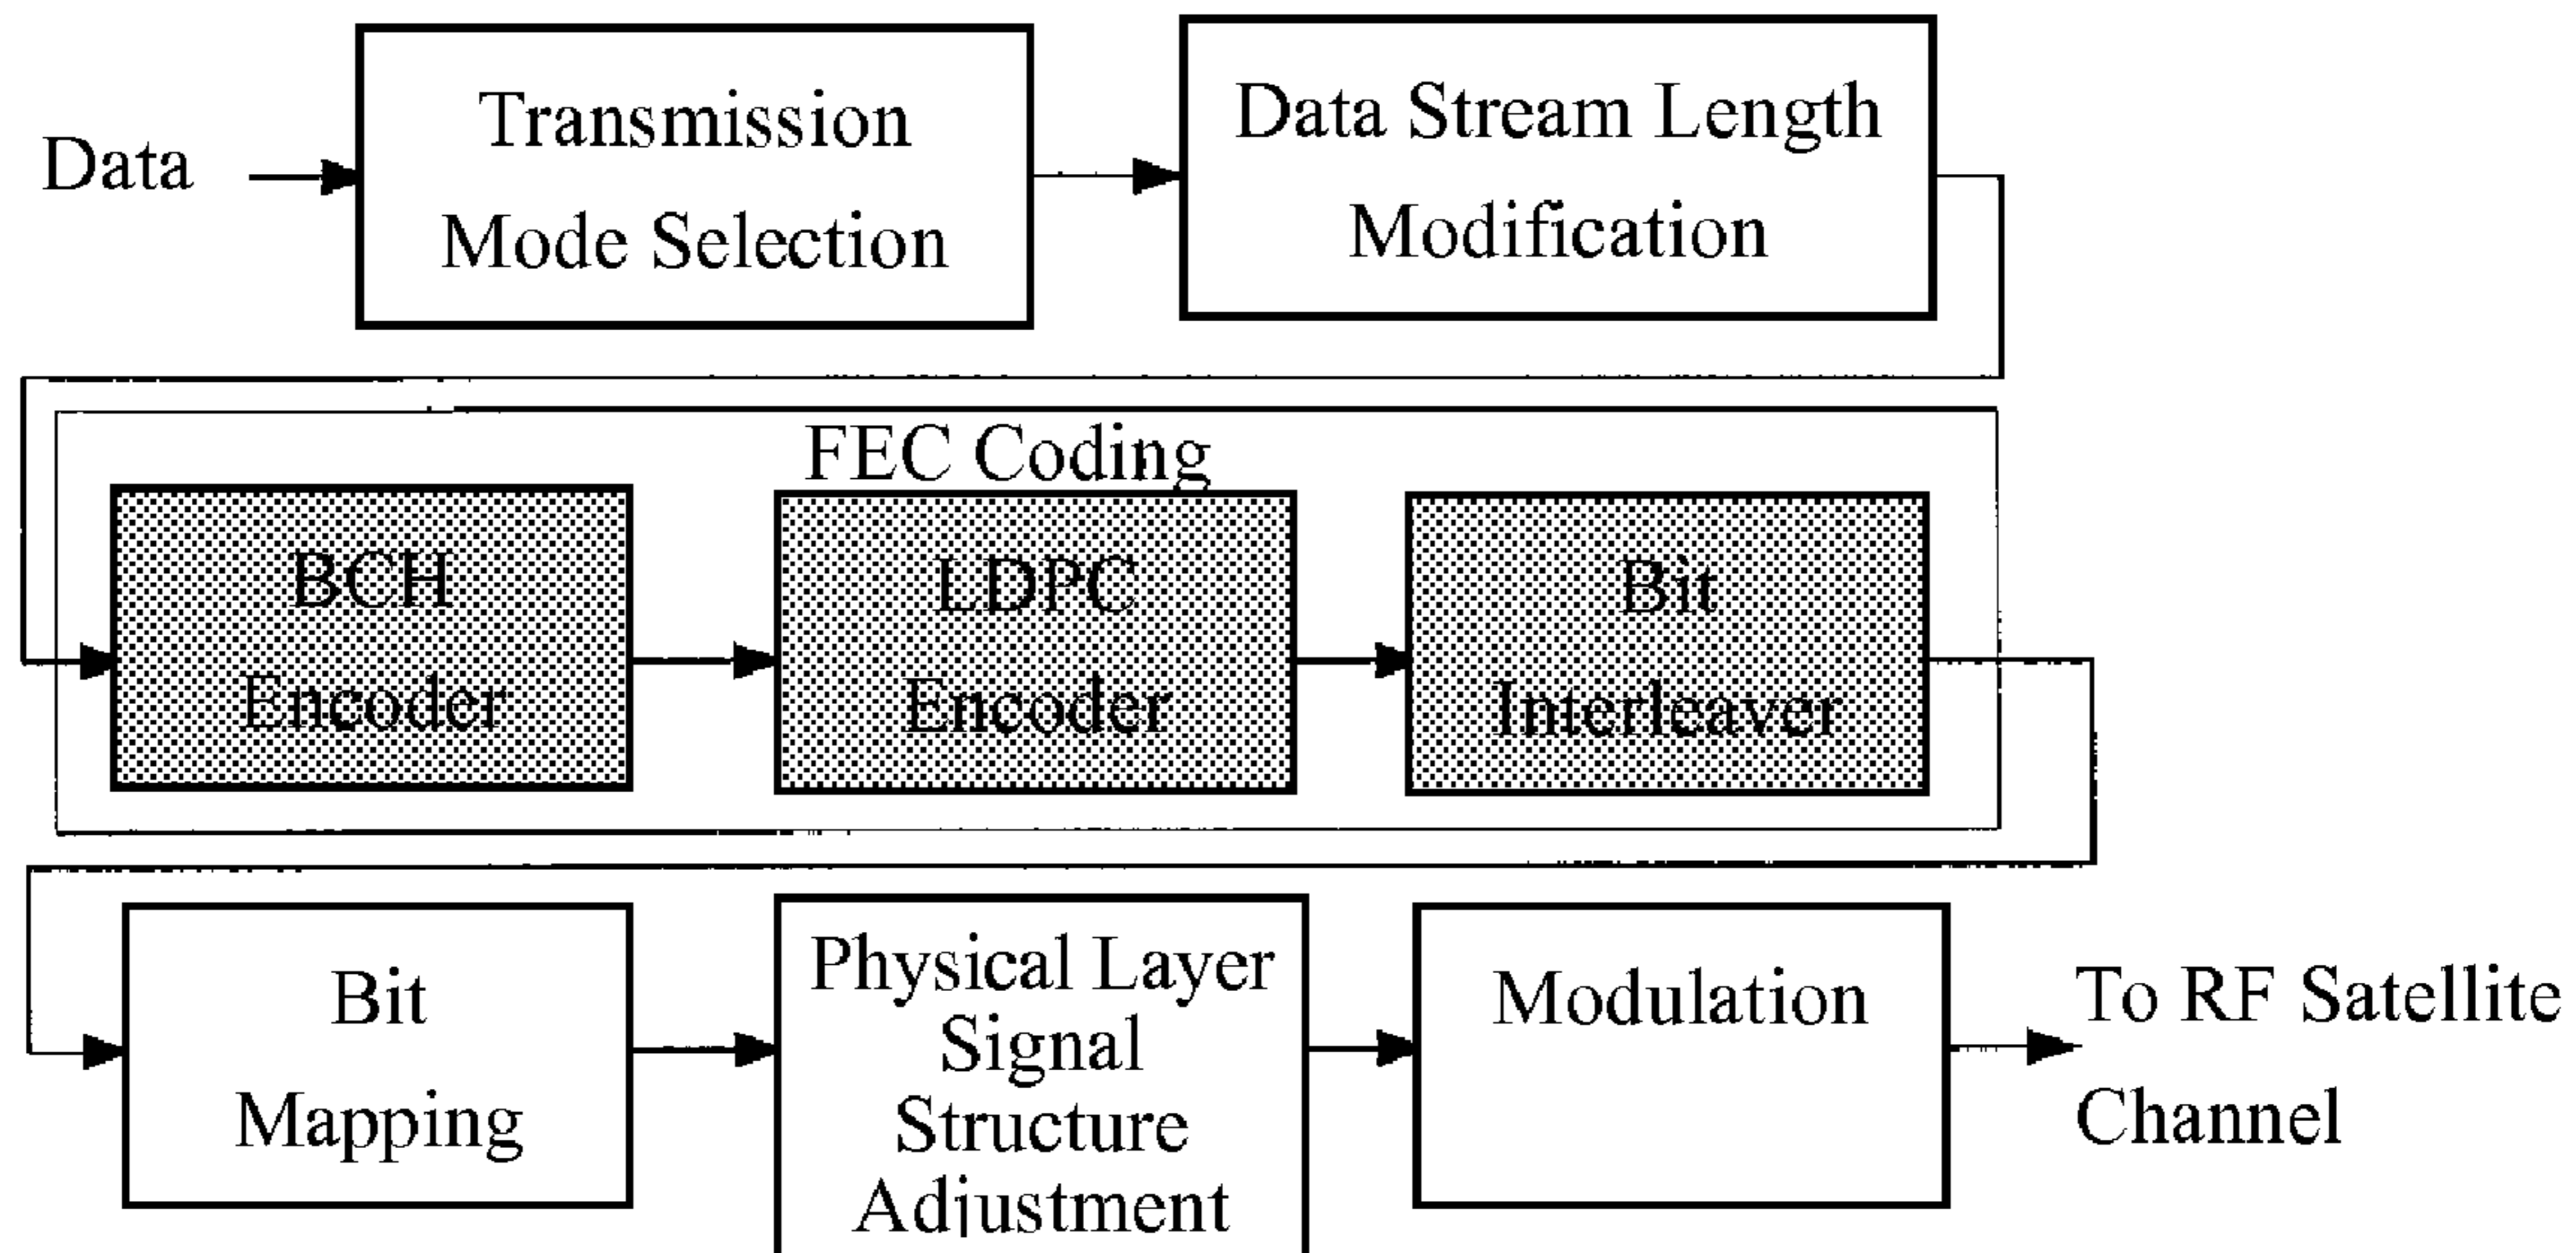 Data
Transmission
Mode Selection
Data Stream Length
Modification
FEC Coding
BCH
Encoder
LDPC
Encoder
Bit
Interleaver
Bit
Mapping
Physical Layer
Signal
Structure
Adjustment
Modulation
To RF Satellite
Channel